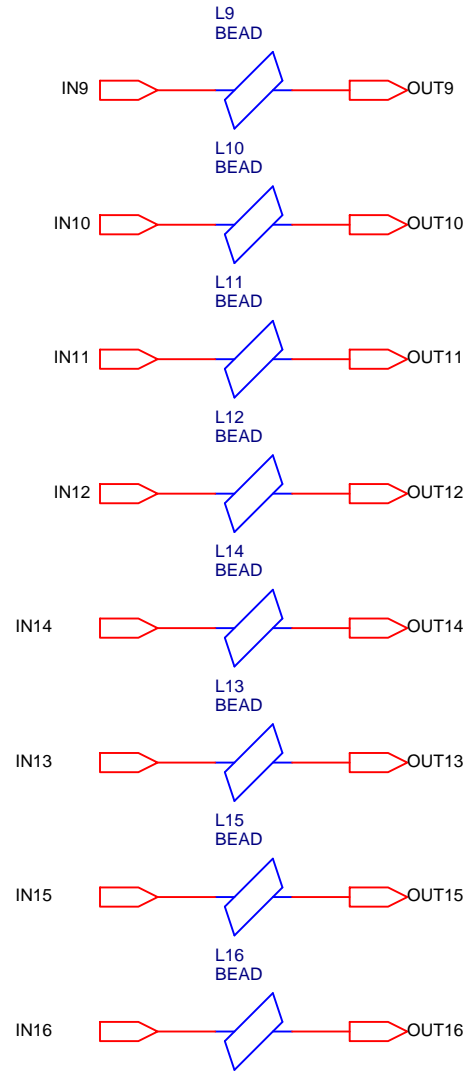 L9
BEAD
IN9 OUT9
L10
BEAD
IN10 OUT10
L11
BEAD
IN11 OUT11
L12
BEAD
IN12 OUT12
L14
BEAD
IN14 OUT14
L13
BEAD
IN13 OUT13
L15
BEAD
IN15 OUT15
L16
BEAD
IN16 OUT16